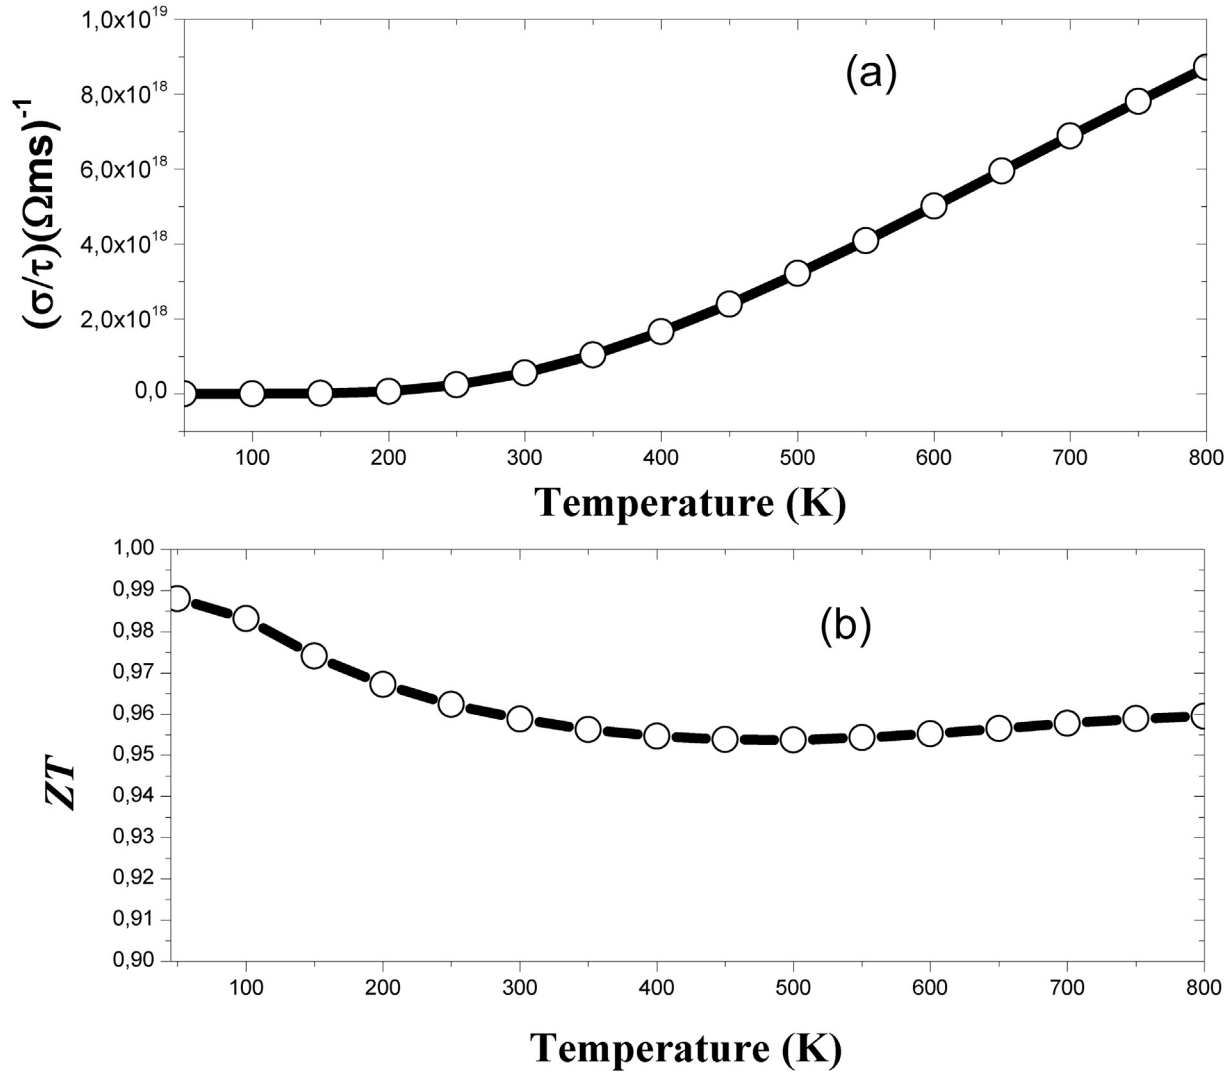 1,0x10¹⁹
8,0x10¹⁸
6,0x10¹⁸
4,0x10¹⁸
2,0x10¹⁸
0,0
(σ/τ)(Ωms)⁻¹
(a)
100 200 300 400 500 600 700 800
Temperature (K)
1,00
0,99
0,98
0,97
0,96
0,95
0,94
0,93
0,92
0,91
0,90
ZT
(b)
100 200 300 400 500 600 700 800
Temperature (K)